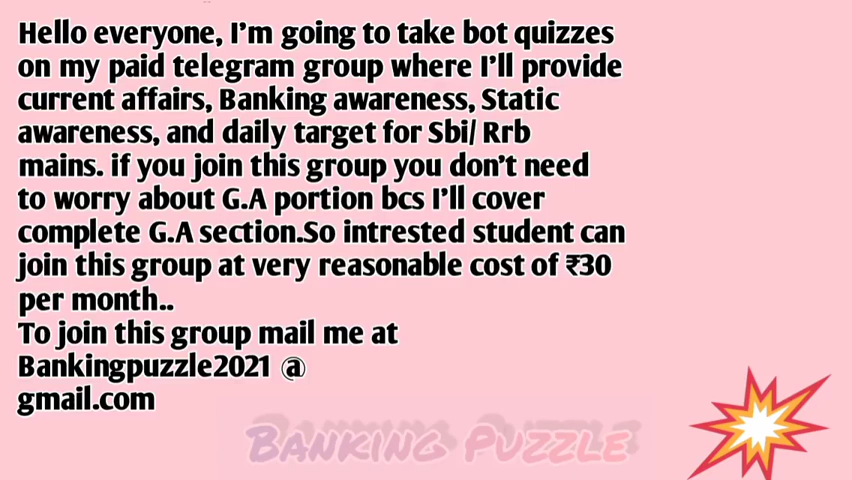 Hello everyone, I'm going to take bot quizzes
on my paid telegram group where I'll provide
current affairs, Banking awareness, Static
awareness, and daily target for Sbi/ Rrb
mains. if you join this group you don't need
to worry about G.A portion bcs I'll cover
complete G.A section.So intrested student can
join this group at very reasonable cost of ₹30
per month..
To join this group mail me at
Bankingpuzzle2021 @
gmail.com
Banking Puzzle